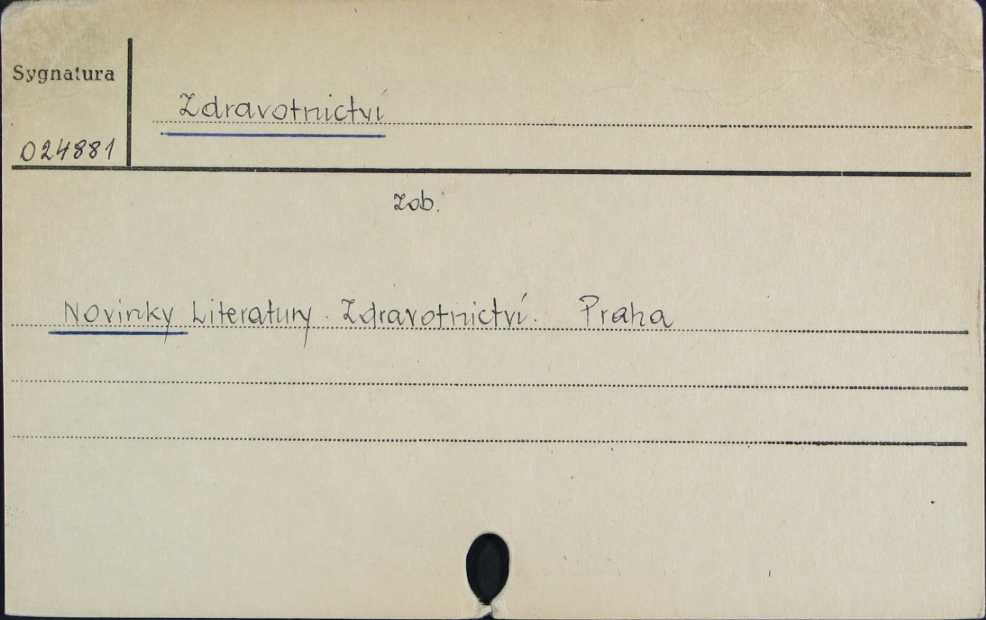 Sygnatura
Zdravotnictví
024881
Zob.
Novinky Literatury. Zdravotnictví. Praha